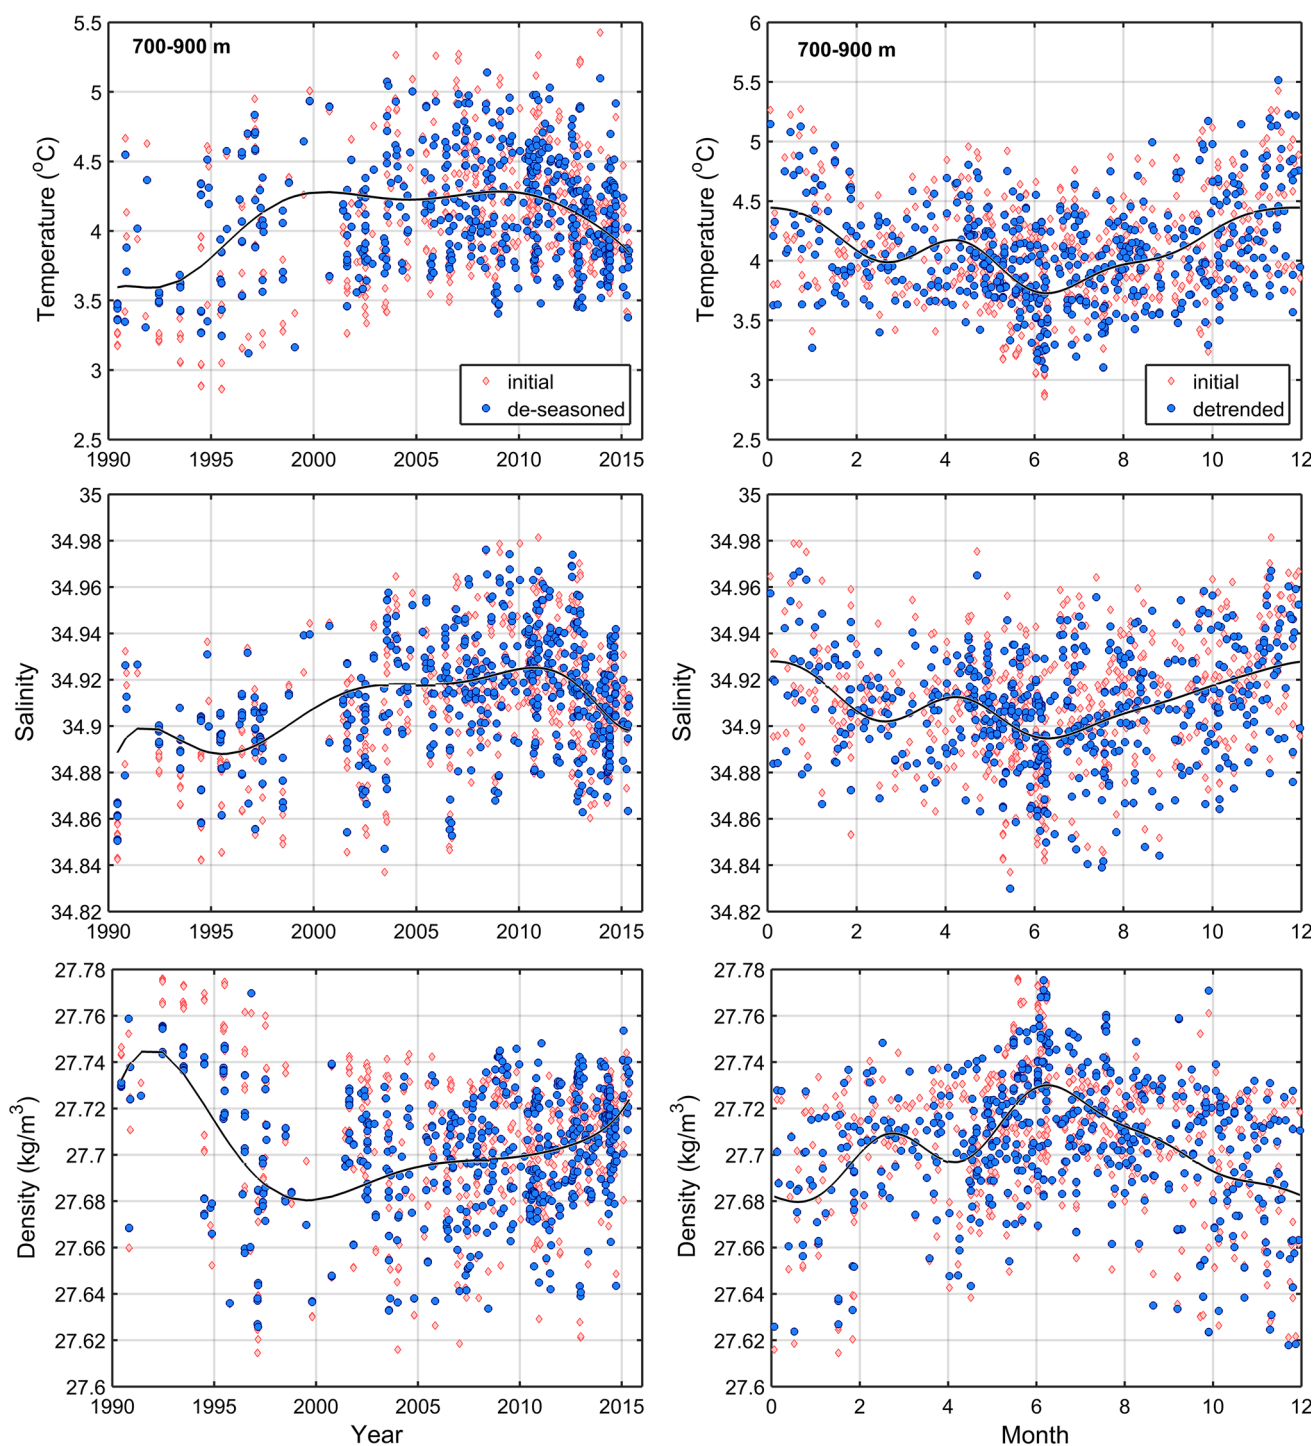 700-900 m
5.5
5
4.5
4
3.5
3
2.5
Temperature (°C)
initial
de-seasoned
1990 1995 2000 2005 2010 2015
700-900 m
6
5.5
5
4.5
4
3.5
3
2.5
Temperature (°C)
initial
detrended
0 2 4 6 8 10 12
35
34.98
34.96
34.94
34.92
34.9
34.88
34.86
34.84
34.82
Salinity
1990 1995 2000 2005 2010 2015
35
34.98
34.96
34.94
34.92
34.9
34.88
34.86
34.84
34.82
Salinity
0 2 4 6 8 10 12
27.78
27.76
27.74
27.72
27.7
27.68
27.66
27.64
27.62
27.6
Density (kg/m³)
1990 1995 2000 2005 2010 2015
Year
27.78
27.76
27.74
27.72
27.7
27.68
27.66
27.64
27.62
27.6
Density (kg/m³)
0 2 4 6 8 10 12
Month